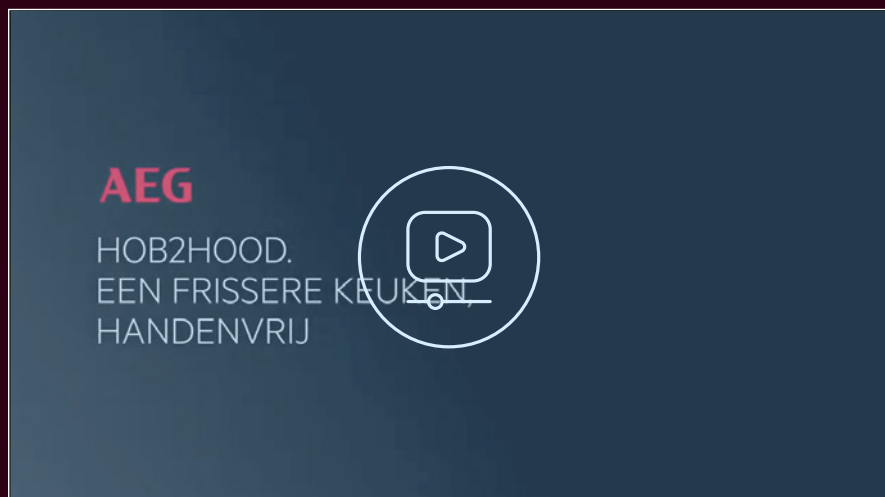 AEG
HOB2HOOD.
EEN FRISSERE KEUKEN,
HANDENVRIJ